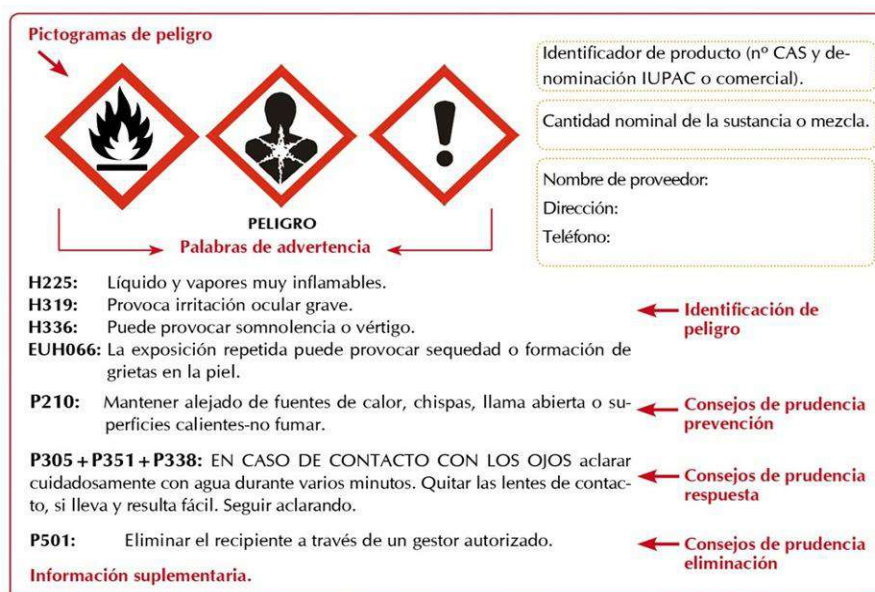 Pictogramas de peligro
PELIGRO
Palabras de advertencia
Identificador de producto (nº CAS y de-
nominación IUPAC o comercial).
Cantidad nominal de la sustancia o mezcla.
Nombre de proveedor:
Dirección:
Teléfono:
H225: Líquido y vapores muy inflamables.
H319: Provoca irritación ocular grave.
H336: Puede provocar somnolencia o vértigo.
EUH066: La exposición repetida puede provocar sequedad o formación de
grietas en la piel.
Identificación de
peligro
P210: Mantener alejado de fuentes de calor, chispas, llama abierta o su-
perficies calientes-no fumar.
Consejos de prudencia
prevención
P305+P351+P338: EN CASO DE CONTACTO CON LOS OJOS aclarar
cuidadosamente con agua durante varios minutos. Quitar las lentes de contac-
to, si lleva y resulta fácil. Seguir aclarando.
Consejos de prudencia
respuesta
P501: Eliminar el recipiente a través de un gestor autorizado.
Consejos de prudencia
eliminación
Información suplementaria.